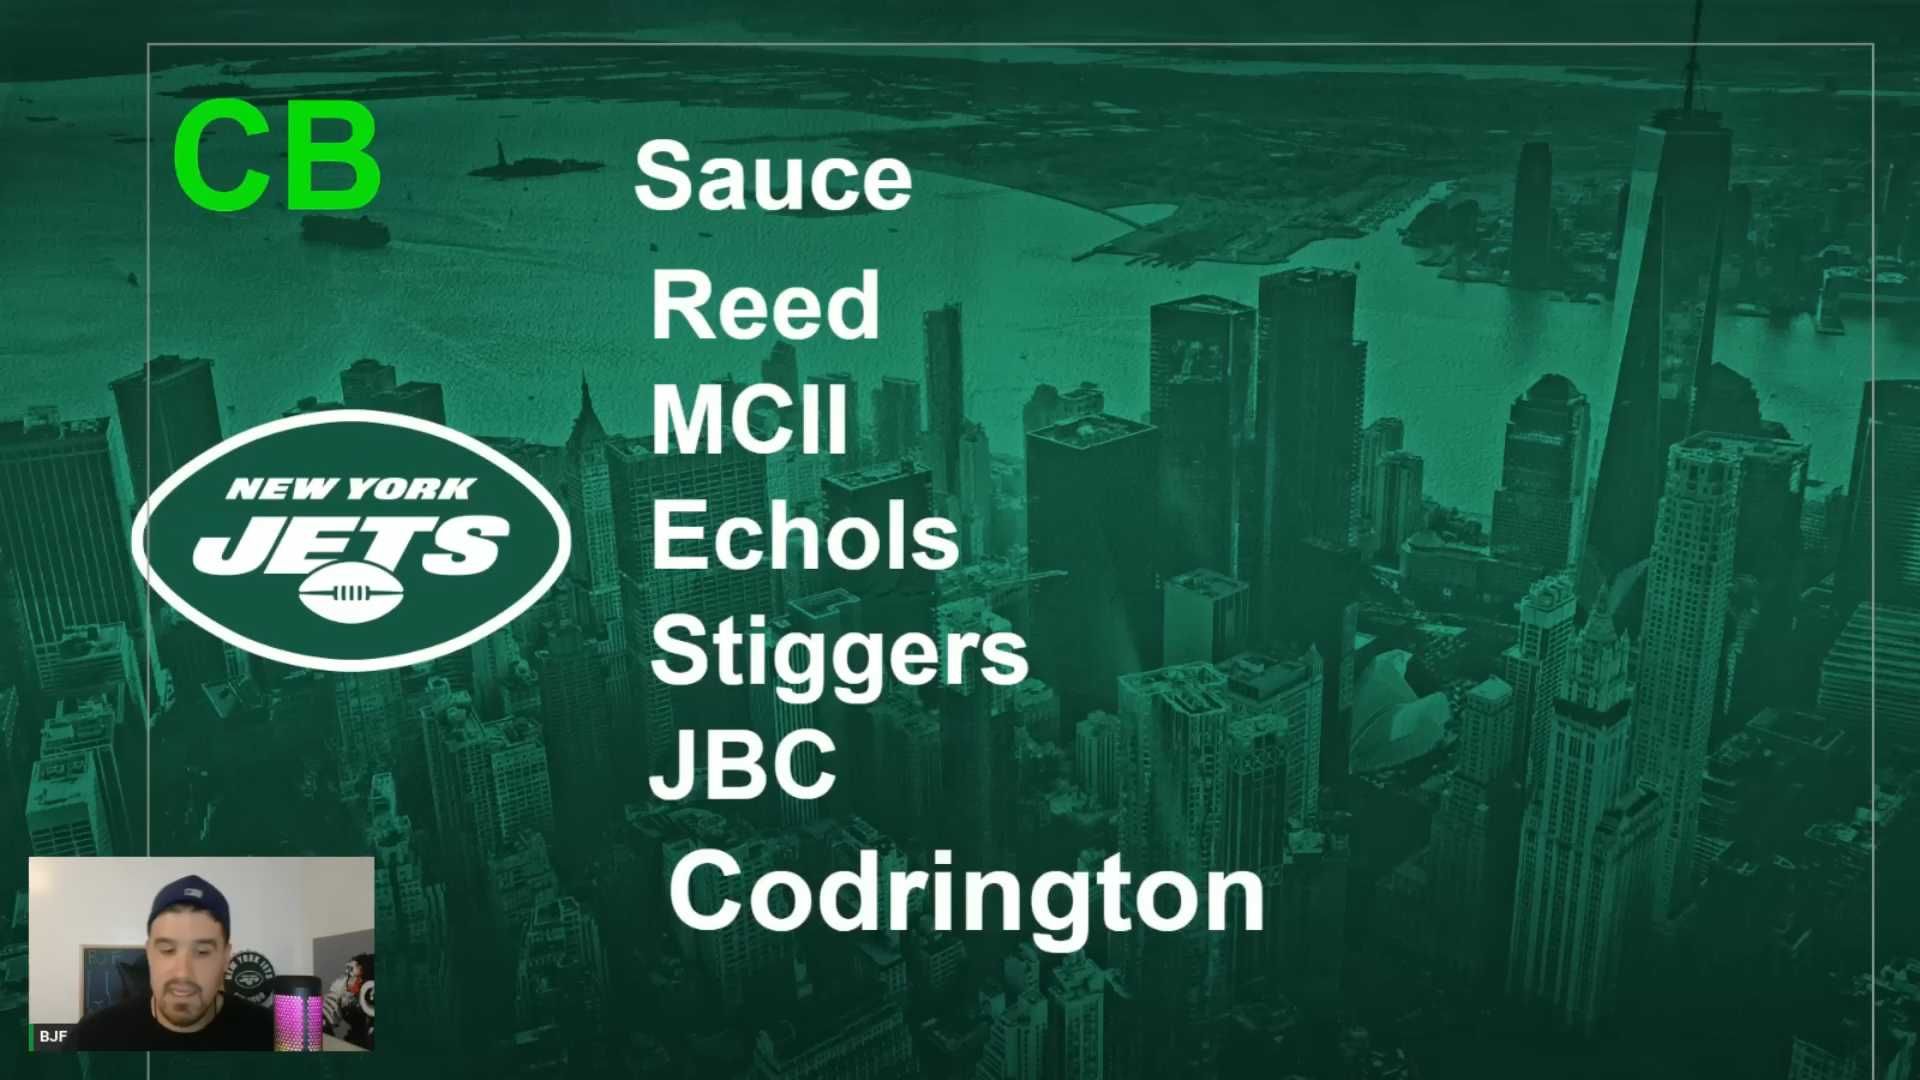 CB
Sauce
Reed
MCII
Echols
Stiggers
JBC
Codrington
NEW YORK
JETS
BJF